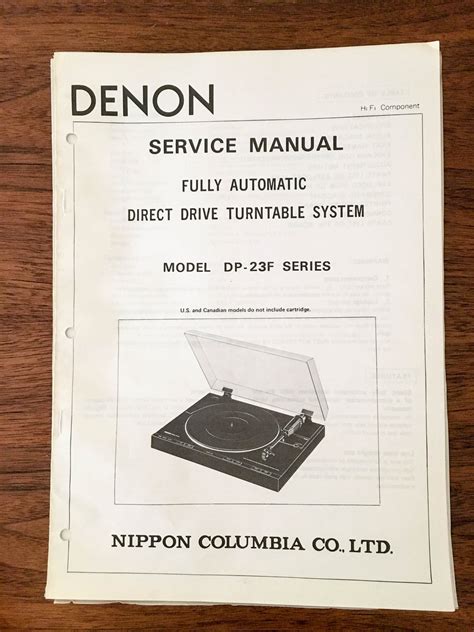 DENON
Hi Fi Component
SERVICE MANUAL
FULLY AUTOMATIC
DIRECT DRIVE TURNTABLE SYSTEM
MODEL DP-23F SERIES
U.S. and Canadian models do not include cartridge.
NIPPON COLUMBIA CO., LTD.